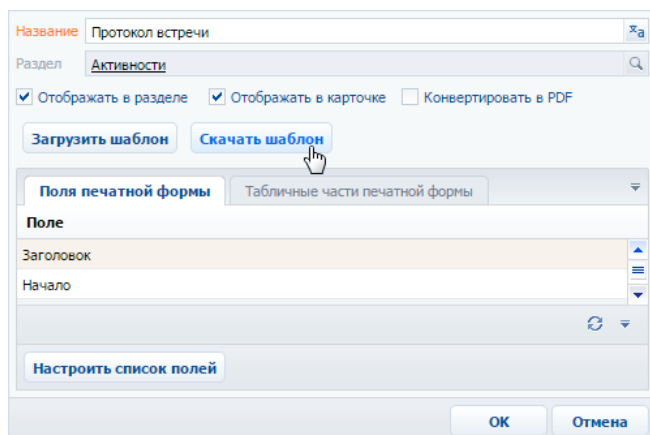 Название Протокол встречи
Раздел Активности
Отображать в разделе Отображать в карточке Конвертировать в PDF
Загрузить шаблон Скачать шаблон
Поля печатной формы Табличные части печатной формы
Поле
Заголовок
Начало
Настроить список полей
ОК Отмена